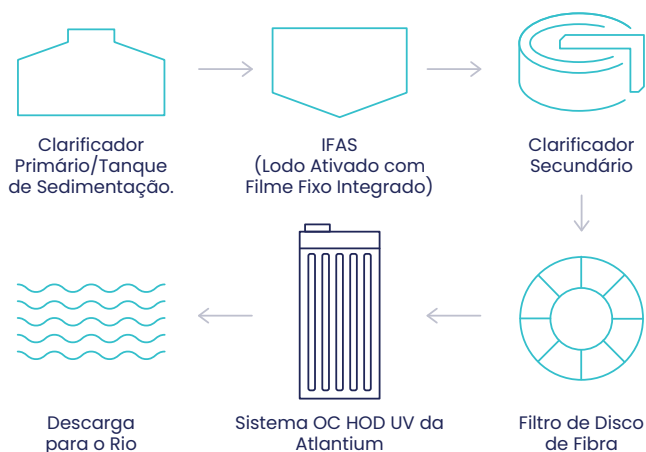 Clarificador
Primário/Tanque
de Sedimentação.
IFAS
(Lodo Ativado com
Filme Fixo Integrado)
Clarificador
Secundário
Descarga
para o Rio
Sistema OC HOD UV da
Atlantium
Filtro de Disco
de Fibra